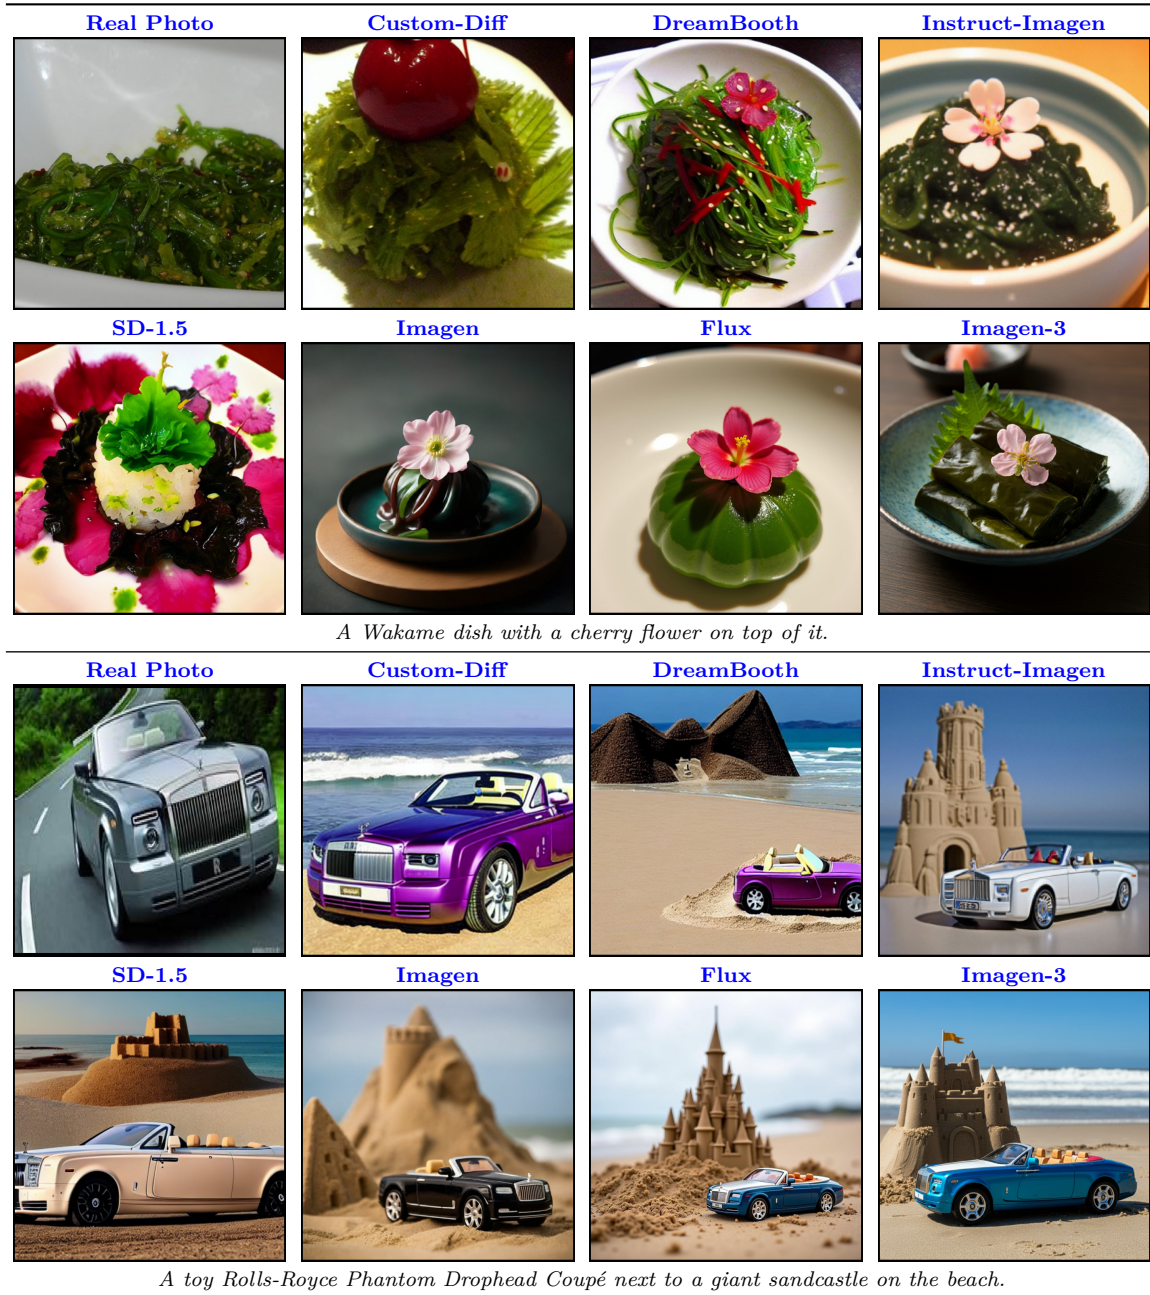 Real Photo Custom-Diff DreamBooth Instruct-Imagen
SD-1.5 Imagen Flux Imagen-3
A Wakame dish with a cherry flower on top of it.
Real Photo Custom-Diff DreamBooth Instruct-Imagen
R
SD-1.5 Imagen Flux Imagen-3
A toy Rolls-Royce Phantom Drophead Coupé next to a giant sandcastle on the beach.